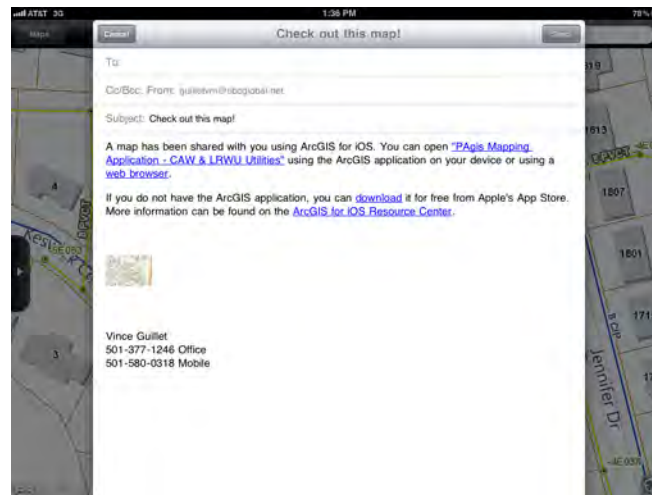 AT&T 3G 1:36 PM 78%
Maps
Cancel Check out this map! Send
To:
Cc/Bcc, From:
Subject: Check out this map!
A map has been shared with you using ArcGIS for iOS. You can open "PAgis Mapping
Application - CAW & LRWU Utilities" using the ArcGIS application on your device or using a
web browser.
If you do not have the ArcGIS application, you can download it for free from Apple's App Store.
More information can be found on the ArcGIS for iOS Resource Center.
Vince Guillet
501-377-1246 Office
501-580-0318 Mobile
1813
1807
1801
4
3
8 CIP
Jennifer Dr